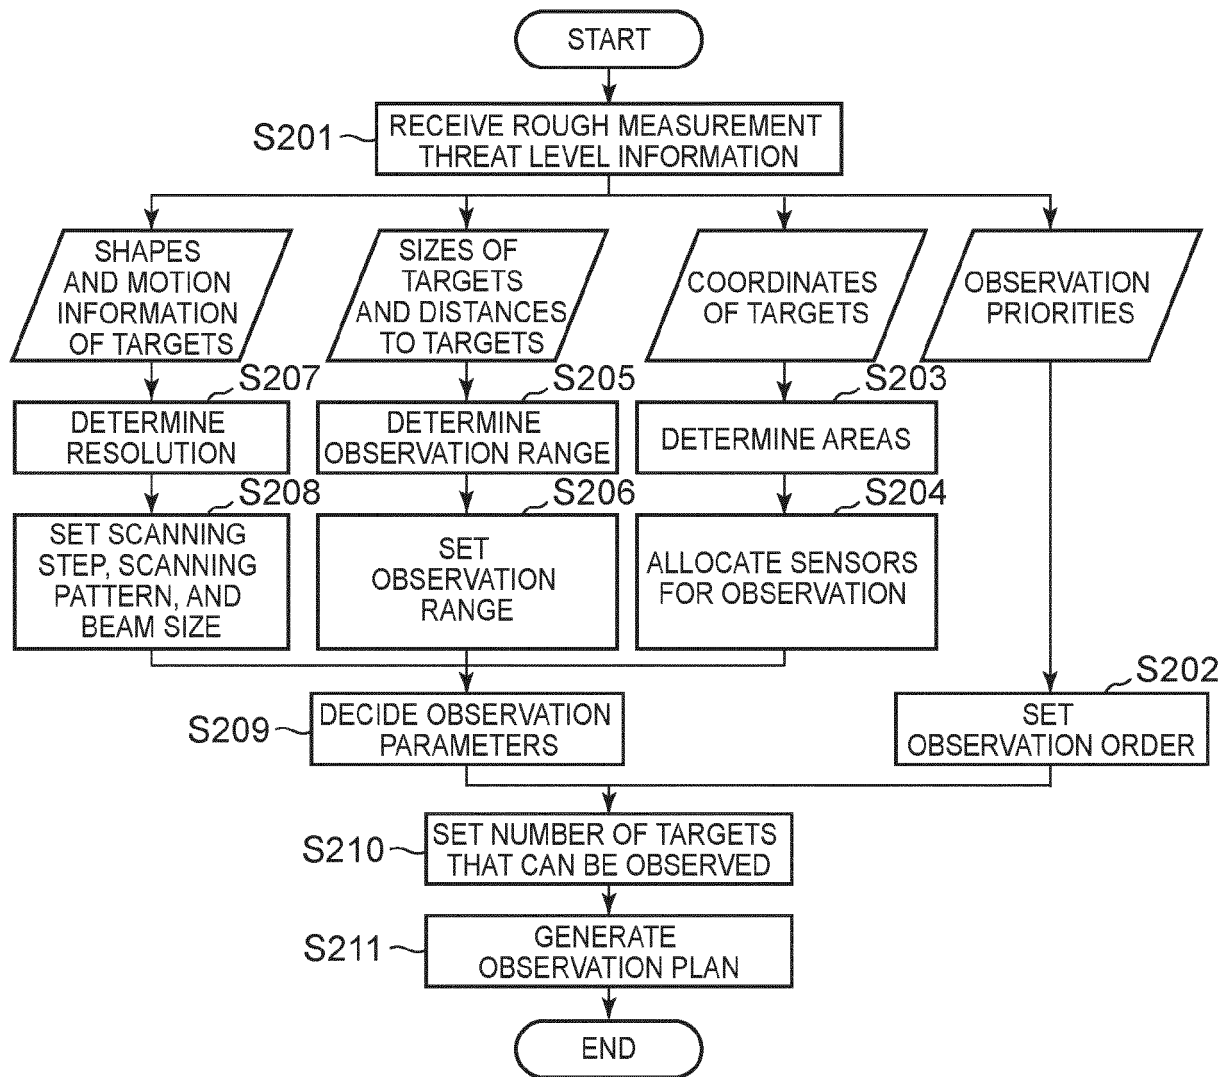 START
S201
RECEIVE ROUGH MEASUREMENT
THREAT LEVEL INFORMATION
SHAPES
AND MOTION
INFORMATION
OF TARGETS
SIZES OF
TARGETS
AND DISTANCES
TO TARGETS
COORDINATES
OF TARGETS
OBSERVATION
PRIORITIES
S207
DETERMINE
RESOLUTION
S205
DETERMINE
OBSERVATION RANGE
S203
DETERMINE AREAS
S208
SET SCANNING
STEP, SCANNING
PATTERN, AND
BEAM SIZE
S206
SET
OBSERVATION
RANGE
S204
ALLOCATE SENSORS
FOR OBSERVATION
S209
DECIDE OBSERVATION
PARAMETERS
S202
SET
OBSERVATION ORDER
S210
SET NUMBER OF TARGETS
THAT CAN BE OBSERVED
S211
GENERATE
OBSERVATION PLAN
END